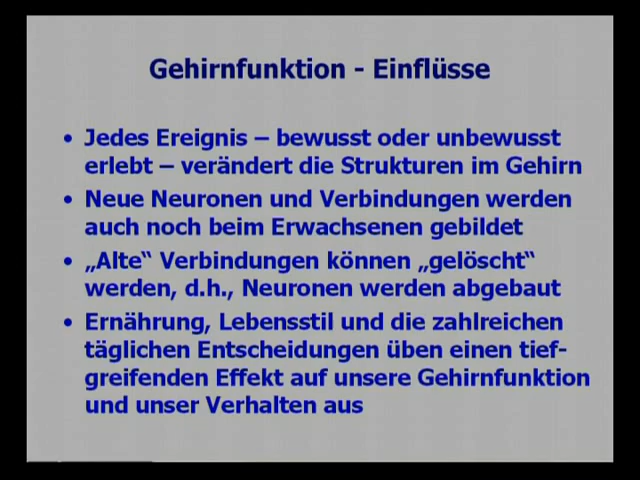 Gehirnfunktion - Einflüsse
• Jedes Ereignis – bewusst oder unbewusst
erlebt – verändert die Strukturen im Gehirn
• Neue Neuronen und Verbindungen werden
auch noch beim Erwachsenen gebildet
• „Alte“ Verbindungen können „gelöscht“
werden, d.h., Neuronen werden abgebaut
• Ernährung, Lebensstil und die zahlreichen
täglichen Entscheidungen üben einen tief-
greifenden Effekt auf unsere Gehirnfunktion
und unser Verhalten aus